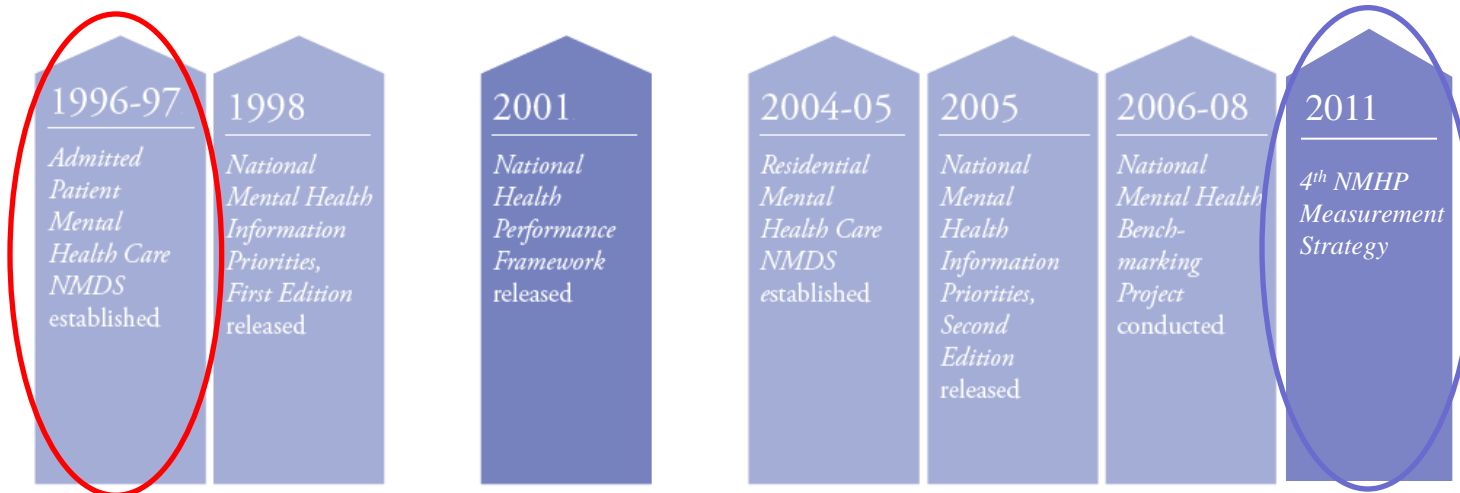 1996-97
Admitted
Patient
Mental
Health Care
NMDS
established
1998
National
Mental Health
Information
Priorities,
First Edition
released
2001
National
Health
Performance
Framework
released
2004-05
Residential
Mental
Health Care
NMDS
established
2005
National
Mental
Health
Information
Priorities,
Second
Edition
released
2006-08
National
Mental Health
Bench-
marking
Project
conducted
2011
4th NMHP
Measurement
Strategy